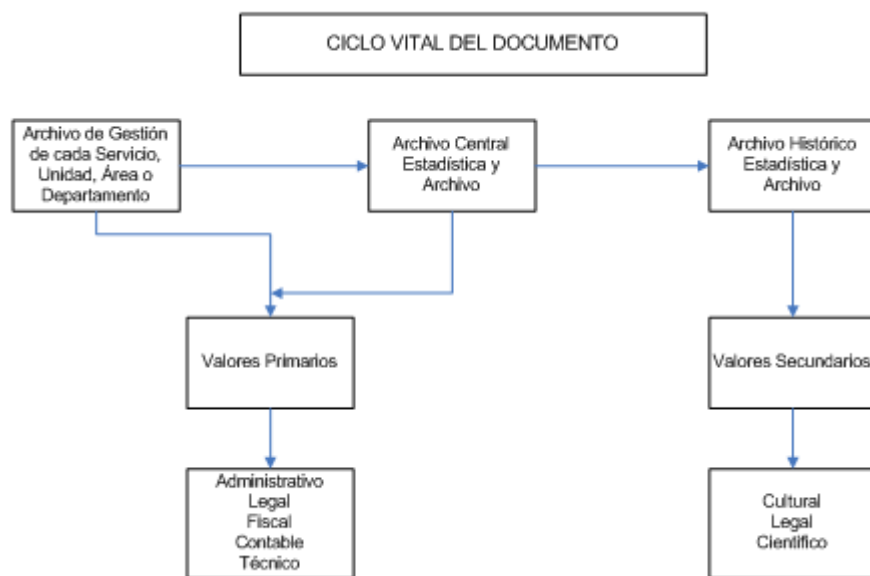 CICLO VITAL DEL DOCUMENTO
Archivo de Gestión
de cada Servicio,
Unidad, Área o
Departamento
Archivo Central
Estadística y
Archivo
Archivo Histórico
Estadística y
Archivo
Valores Primarios
Valores Secundarios
Administrativo
Legal
Fiscal
Contable
Técnico
Cultural
Legal
Científico